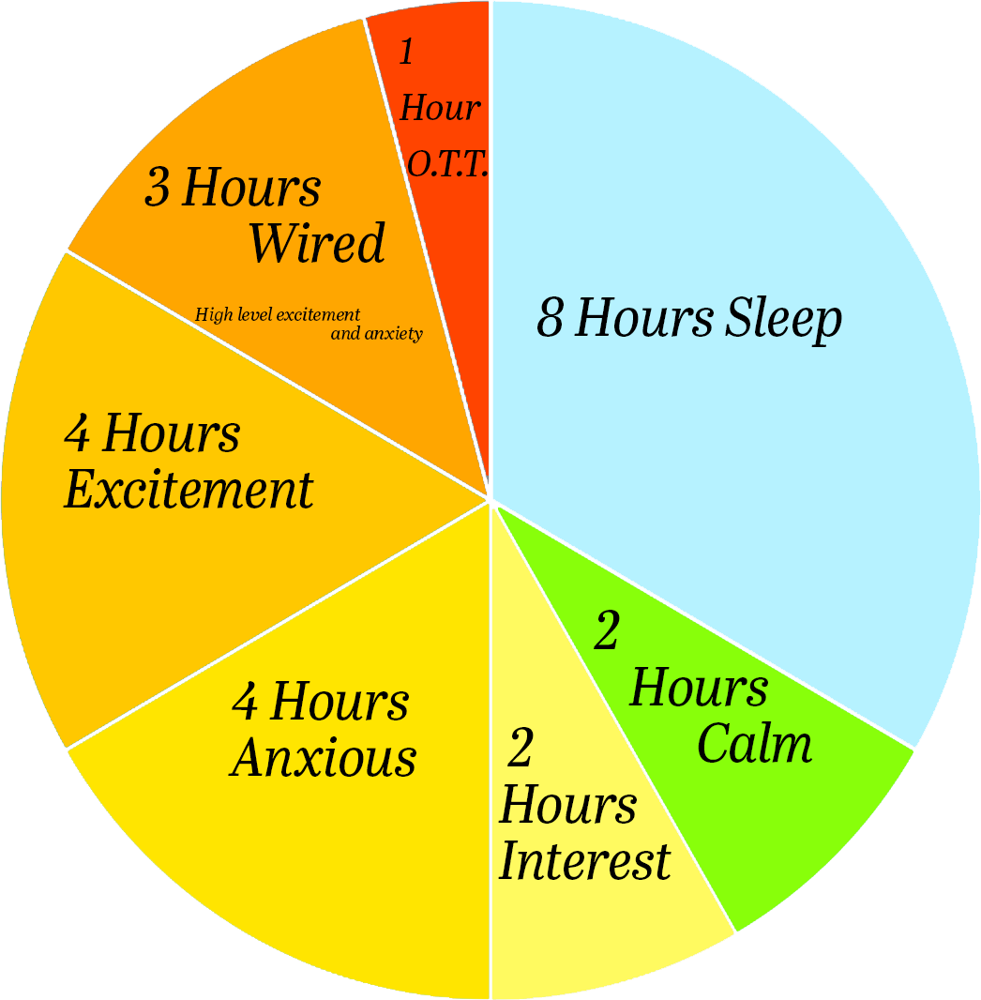 1
Hour
O.T.T.
3 Hours
Wired
High level excitement
and anxiety
8 Hours Sleep
4 Hours
Excitement
2
Hours
Calm
4 Hours
Anxious
2
Hours
Interest